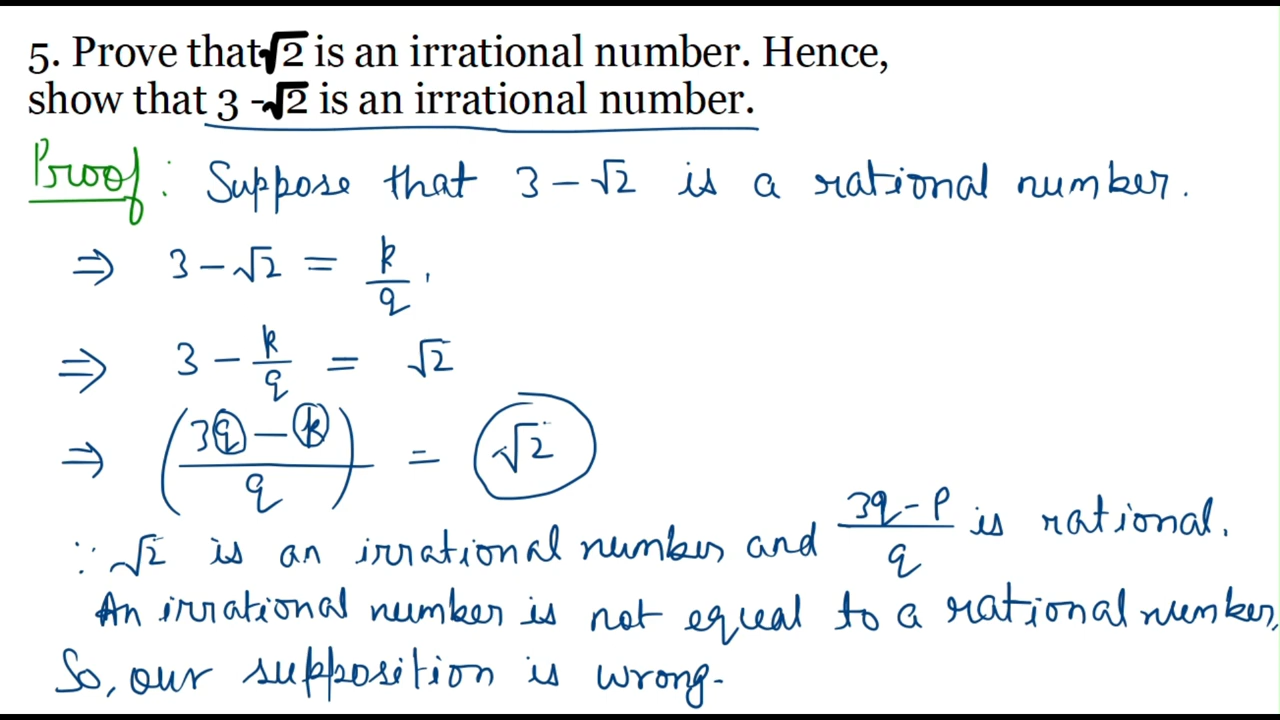 5. Prove that √2 is an irrational number. Hence,
show that 3 - √2 is an irrational number.
Proof : Suppose that 3 - √2 is a rational number.
⇒ 3 - √2 = p/q .
⇒ 3 - p/q = √2
⇒ ((3q - p)/q) = √2
∵ √2 is an irrational number and (3q - p)/q is rational.
An irrational number is not equal to a rational number,
So, our supposition is wrong.